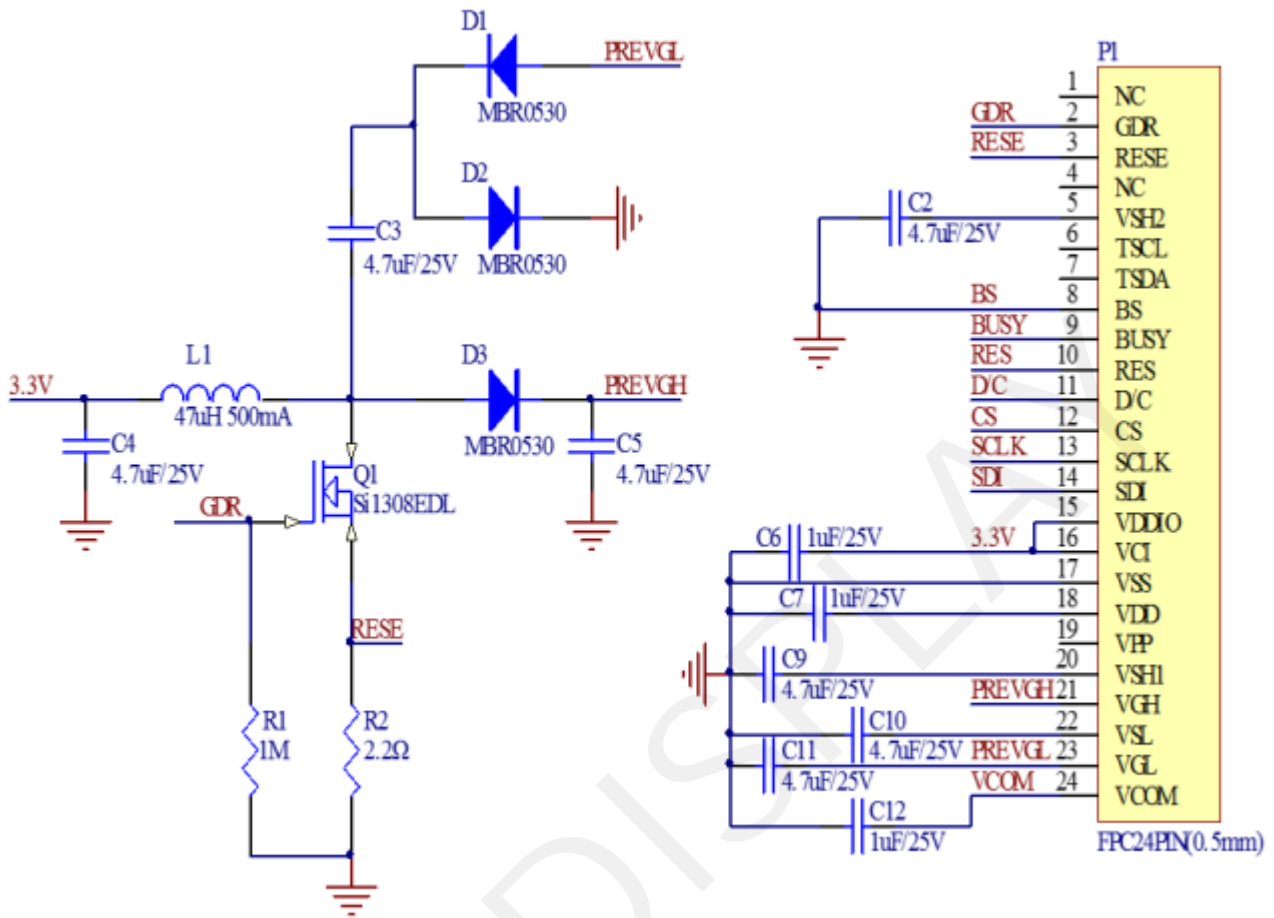 D1
PREVGL
MBR0530
D2
MBR0530
C3
4.7uF/25V
L1
3.3V
47uH 500mA
D3
PREVGH
MBR0530
C4
4.7uF/25V
C5
4.7uF/25V
Q1
Si1308EDL
GDR
RESE
R1
1M
R2
2.2Ω
P1
1 NC
GDR 2 GDR
RESE 3 RESE
4 NC
C2
4.7uF/25V
5 VSH2
6 TSCL
7 TSDA
BS 8 BS
BUSY 9 BUSY
RES 10 RES
D/C 11 D/C
CS 12 CS
SCLK 13 SCLK
SDI 14 SDI
15 VDDIO
C6 1uF/25V 3.3V 16 VCI
17 VSS
C7 1uF/25V 18 VDD
19 VPP
C9
4.7uF/25V
20 VSH1
PREVGH 21 VGH
C10
4.7uF/25V
22 VSL
C11
4.7uF/25V
PREVGL 23 VGL
VCOM 24 VCOM
C12
1uF/25V
FPC24PIN(0.5mm)
DISPLAY